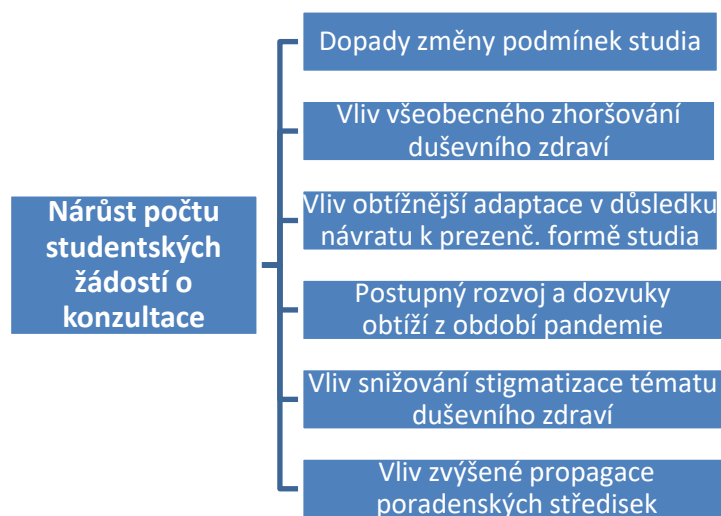 Nárůst počtu
studentských
žádostí o
konzultace
Dopady změny podmínek studia
Vliv všeobecného zhoršování
duševního zdraví
Vliv obtížnější adaptace v důsledku
návratu k prezenč. formě studia
Postupný rozvoj a dozvuky
obtíží z období pandemie
Vliv snižování stigmatizace tématu
duševního zdraví
Vliv zvýšené propagace
poradenských středisek